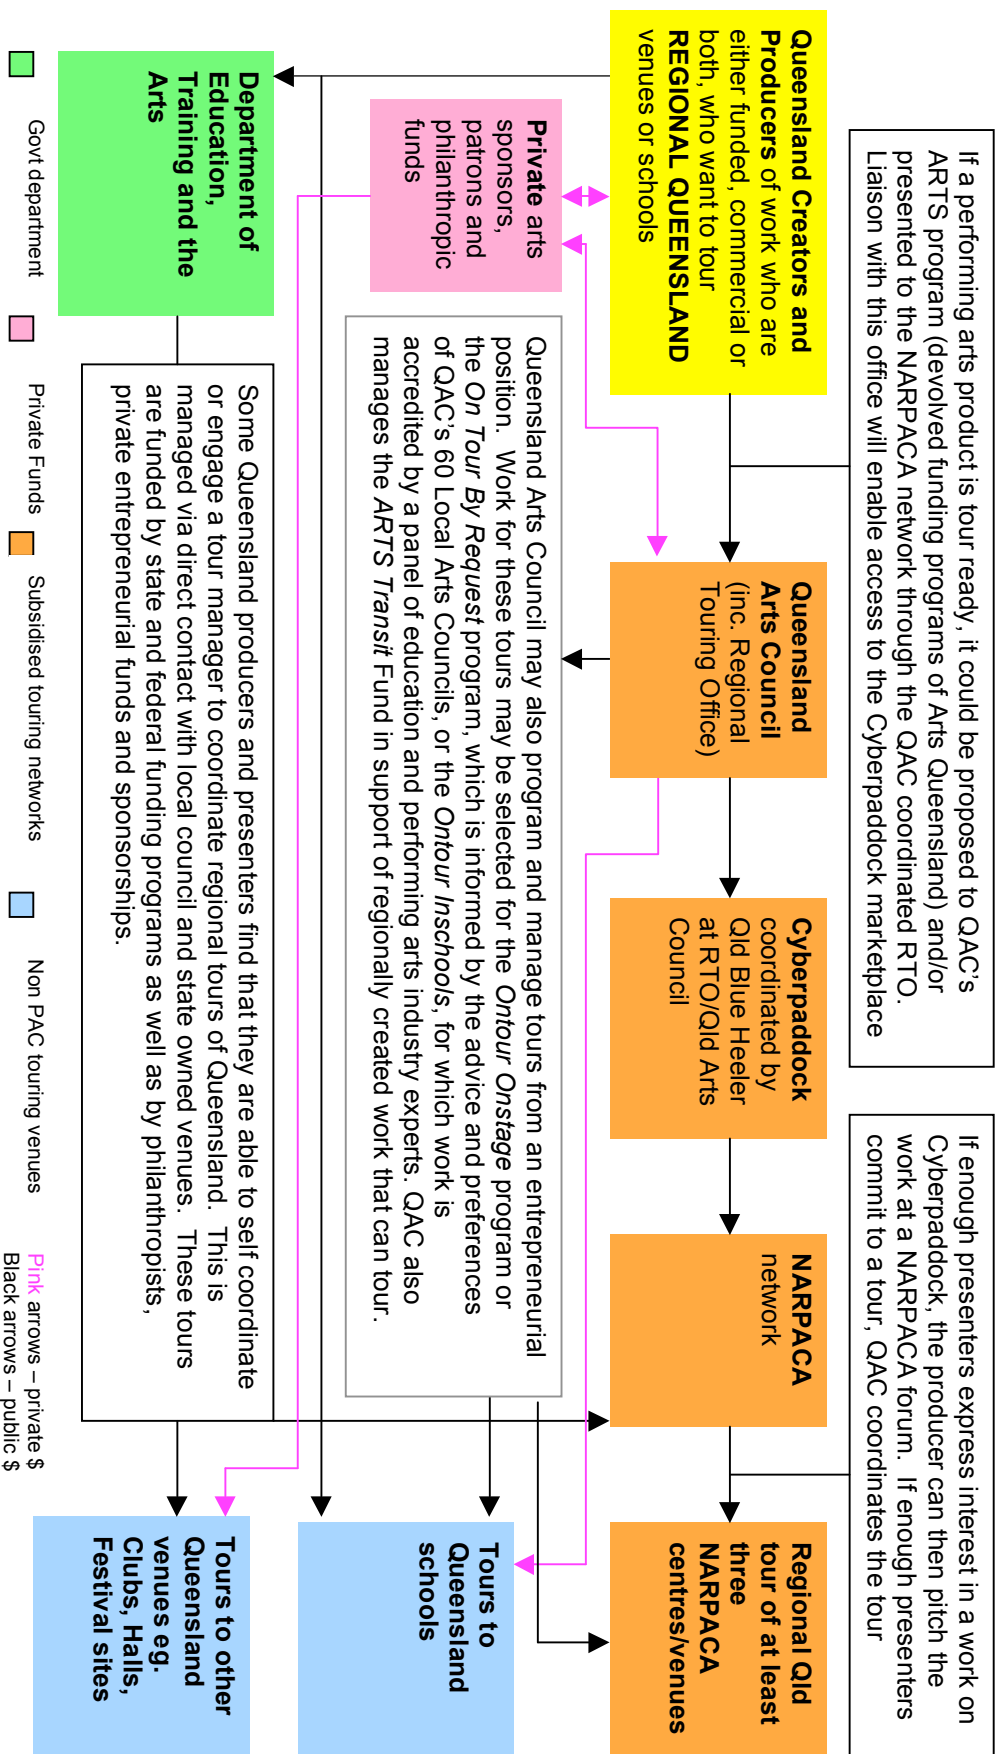 If a performing arts product is tour ready, it could be proposed to QAC's
ARTS program (devolved funding programs of Arts Queensland) and/or
presented to the NARPACA network through the QAC coordinated RTO.
Liaison with this office will enable access to the Cyberpaddock marketplace
If enough presenters express interest in a work on
Cyberpaddock, the producer can then pitch the
work at a NARPACA forum.  If enough presenters
commit to a tour, QAC coordinates the tour
Queensland Creators and
Producers of work who are
either funded, commercial or
both, who want to tour
REGIONAL QUEENSLAND
venues or schools
Queensland
Arts Council
(inc. Regional
Touring Office)
Cyberpaddock
coordinated by
Qld Blue Heeler
at RTO/Qld Arts
Council
NARPACA
network
Regional Qld
tour of at least
three
NARPACA
centres/venues
Private arts
sponsors,
patrons and
philanthropic
funds
Queensland Arts Council may also program and manage tours from an entrepreneurial
position.  Work for these tours may be selected for the Ontour Onstage program or
the On Tour By Request program, which is informed by the advice and preferences
of QAC's 60 Local Arts Councils, or the Ontour Inschools, for which work is
accredited by a panel of education and performing arts industry experts. QAC also
manages the ARTS Transit Fund in support of regionally created work that can tour.
Tours to
Queensland
schools
Department of
Education,
Training and the
Arts
Some Queensland producers and presenters find that they are able to self coordinate
or engage a tour manager to coordinate regional tours of Queensland.  This is
managed via direct contact with local council and state owned venues.  These tours
are funded by state and federal funding programs as well as by philanthropists,
private entrepreneurial funds and sponsorships.
Tours to other
Queensland
venues eg.
Clubs, Halls,
Festival sites
Govt department
Private Funds
Subsidised touring networks
Non PAC touring venues
Pink arrows – private $
Black arrows – public $